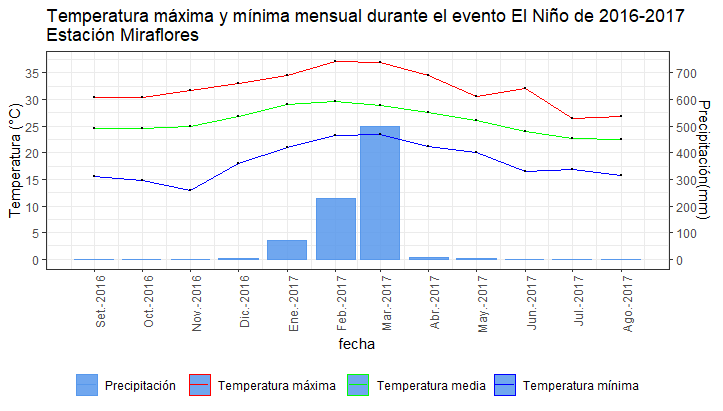 Temperatura máxima y mínima mensual durante el evento El Niño de 2016-2017
Estación Miraflores
Temperatura (°C)
35
30
25
20
15
10
5
0
700
600
500
400
300
200
100
0
Precipitación(mm)
Set.-2016
Oct.-2016
Nov.-2016
Dic.-2016
Ene.-2017
Feb.-2017
Mar.-2017
Abr.-2017
May.-2017
Jun.-2017
Jul.-2017
Ago.-2017
fecha
Precipitación
Temperatura máxima
Temperatura media
Temperatura mínima